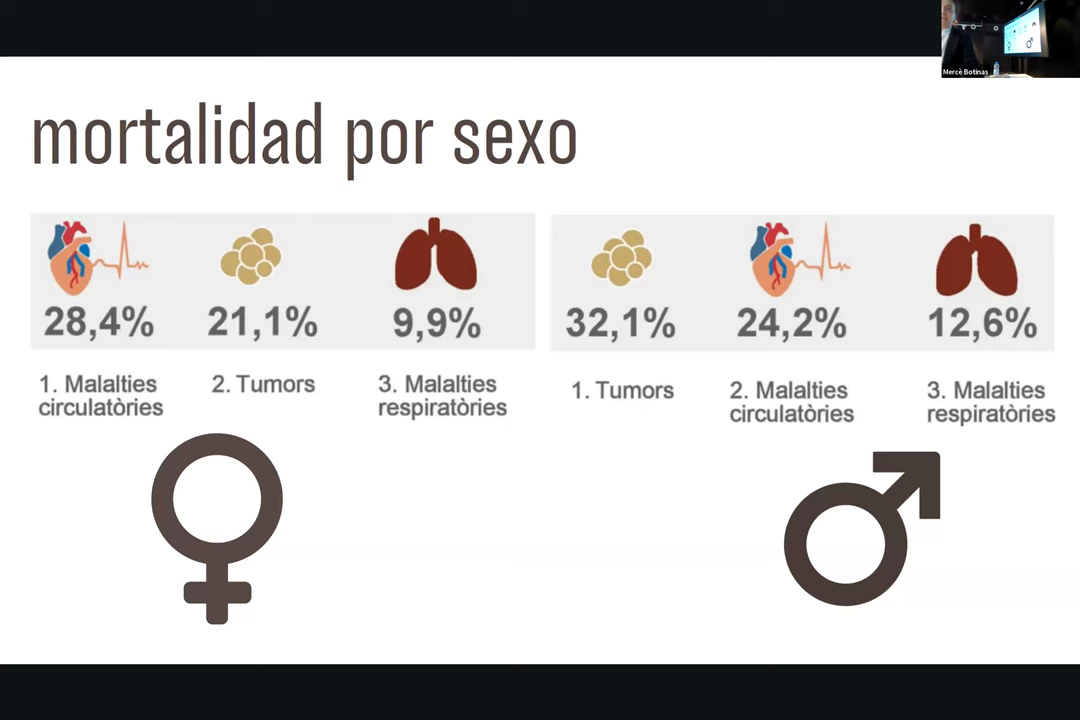 Mercè Botinas
mortalidad por sexo
28,4%
21,1%
9,9%
1. Malalties
circulatòries
2. Tumors
3. Malalties
respiratòries
32,1%
24,2%
12,6%
1. Tumors
2. Malalties
circulatòries
3. Malalties
respiratòries